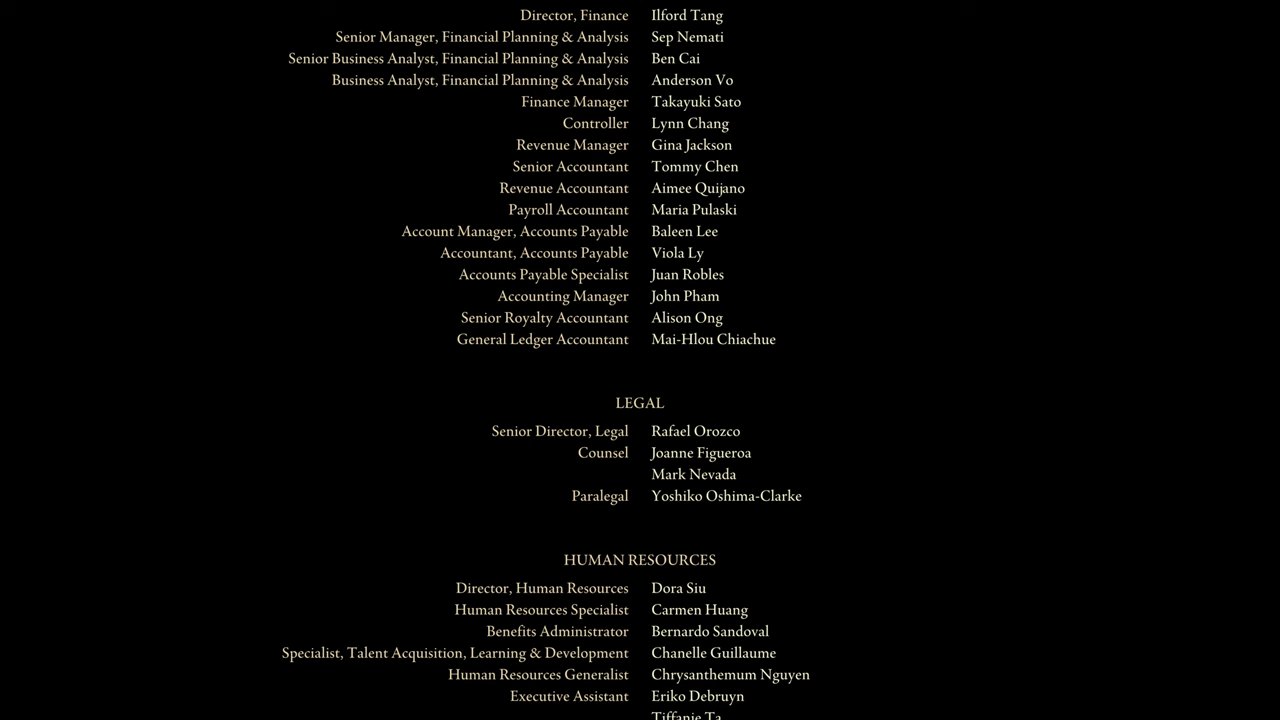 Director, Finance Ilford Tang
Senior Manager, Financial Planning & Analysis Sep Nemati
Senior Business Analyst, Financial Planning & Analysis Ben Cai
Business Analyst, Financial Planning & Analysis Anderson Vo
Finance Manager Takayuki Sato
Controller Lynn Chang
Revenue Manager Gina Jackson
Senior Accountant Tommy Chen
Revenue Accountant Aimee Quijano
Payroll Accountant Maria Pulaski
Account Manager, Accounts Payable Baleen Lee
Accountant, Accounts Payable Viola Ly
Accounts Payable Specialist Juan Robles
Accounting Manager John Pham
Senior Royalty Accountant Alison Ong
General Ledger Accountant Mai-Hlou Chiachue
LEGAL
Senior Director, Legal Rafael Orozco
Counsel Joanne Figueroa
Mark Nevada
Paralegal Yoshiko Oshima-Clarke
HUMAN RESOURCES
Director, Human Resources Dora Siu
Human Resources Specialist Carmen Huang
Benefits Administrator Bernardo Sandoval
Specialist, Talent Acquisition, Learning & Development Chanelle Guillaume
Human Resources Generalist Chrysanthemum Nguyen
Executive Assistant Eriko Debruyn
Tiffanie Ta